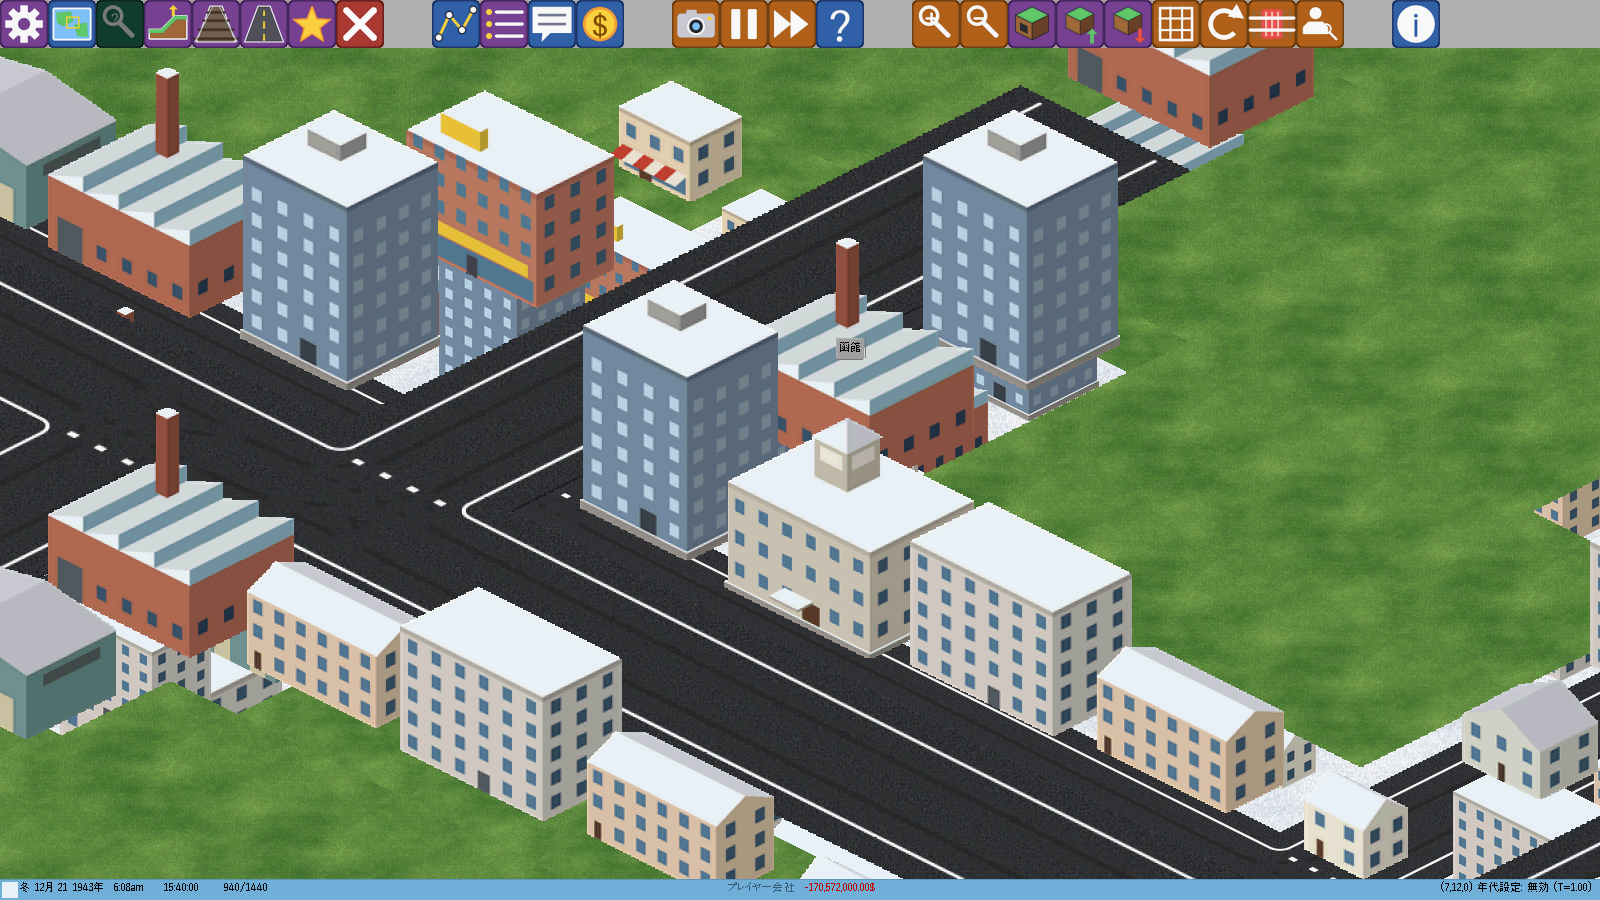 函館
冬 12月 21 1943年 6:08am 15:40:00 940/1440 プレイヤー会社 -170,572,000.00$ (7,12,0) 年代設定: 無効 (T=1.00)